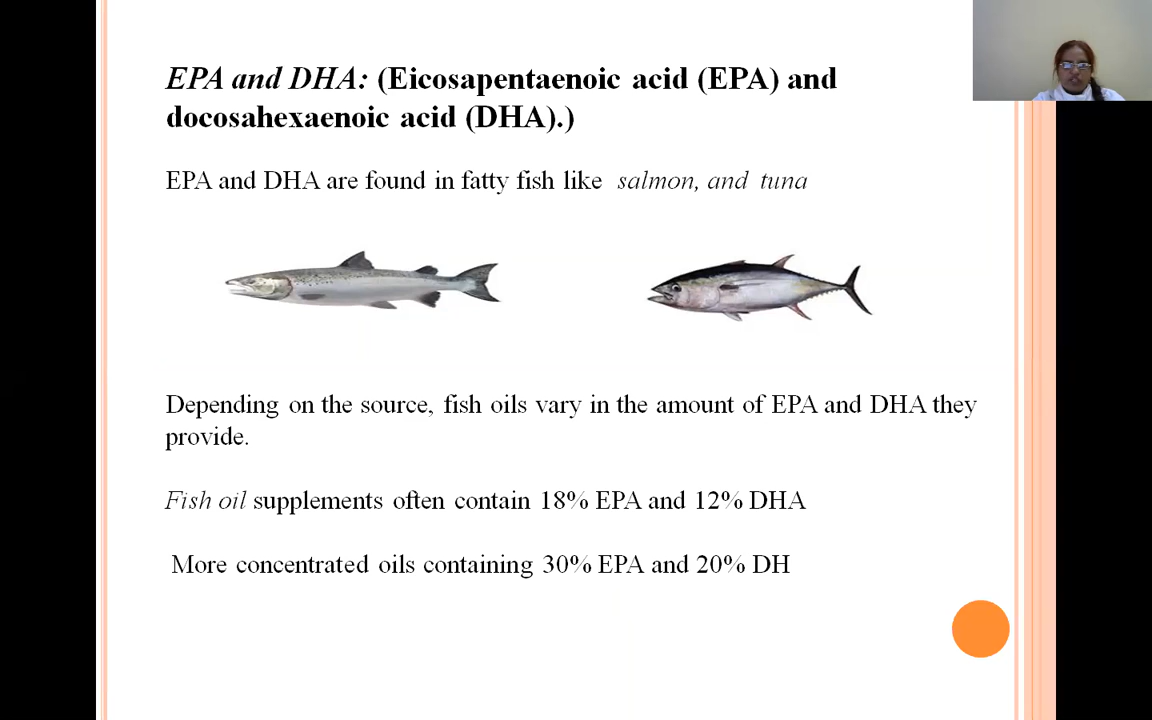 EPA and DHA: (Eicosapentaenoic acid (EPA) and
docosahexaenoic acid (DHA).)
EPA and DHA are found in fatty fish like salmon, and tuna
Depending on the source, fish oils vary in the amount of EPA and DHA they
provide.
Fish oil supplements often contain 18% EPA and 12% DHA
More concentrated oils containing 30% EPA and 20% DH